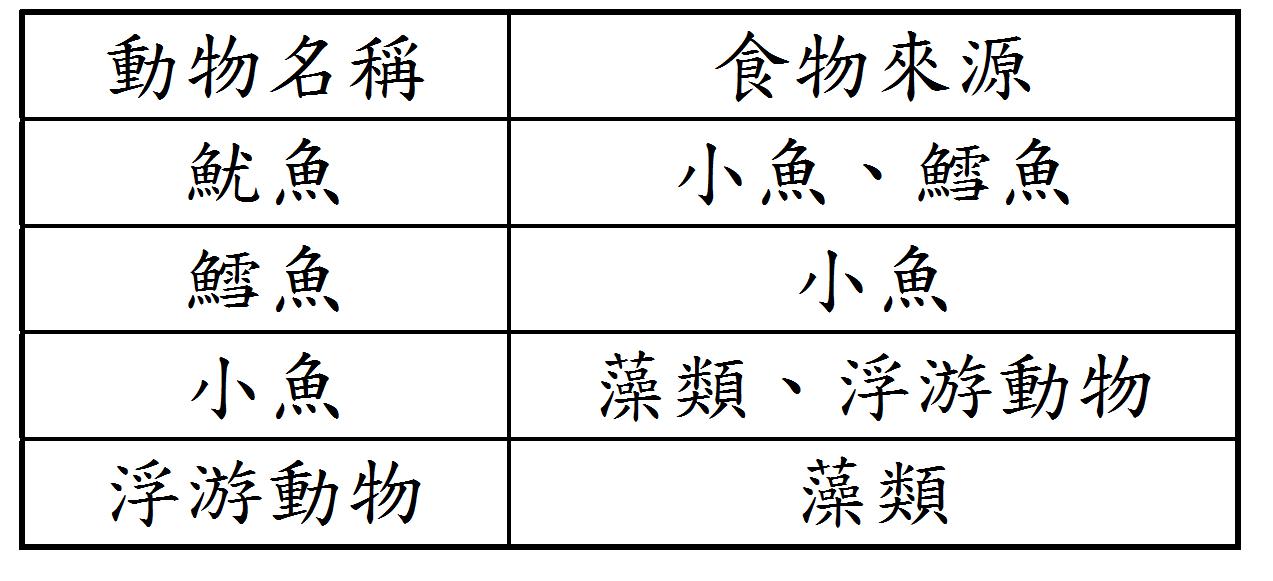 動物名稱 食物來源
魷魚 小魚、鱈魚
鱈魚 小魚
小魚 藻類、浮游動物
浮游動物 藻類